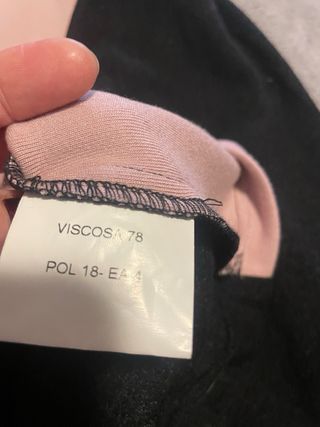 VISCOSA 78
POL 18- EA 4